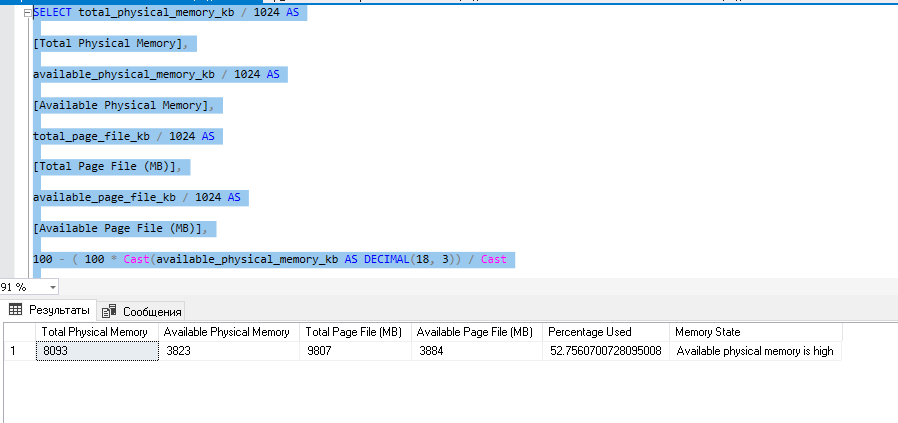 SELECT total_physical_memory_kb / 1024 AS
[Total Physical Memory],
available_physical_memory_kb / 1024 AS
[Available Physical Memory],
total_page_file_kb / 1024 AS
[Total Page File (MB)],
available_page_file_kb / 1024 AS
[Available Page File (MB)],
100 - ( 100 * Cast(available_physical_memory_kb AS DECIMAL(18, 3)) / Cast
91 %
Результаты Сообщения
Total Physical Memory Available Physical Memory Total Page File (MB) Available Page File (MB) Percentage Used Memory State
1 8093 3823 9807 3884 52.7560700728095008 Available physical memory is high